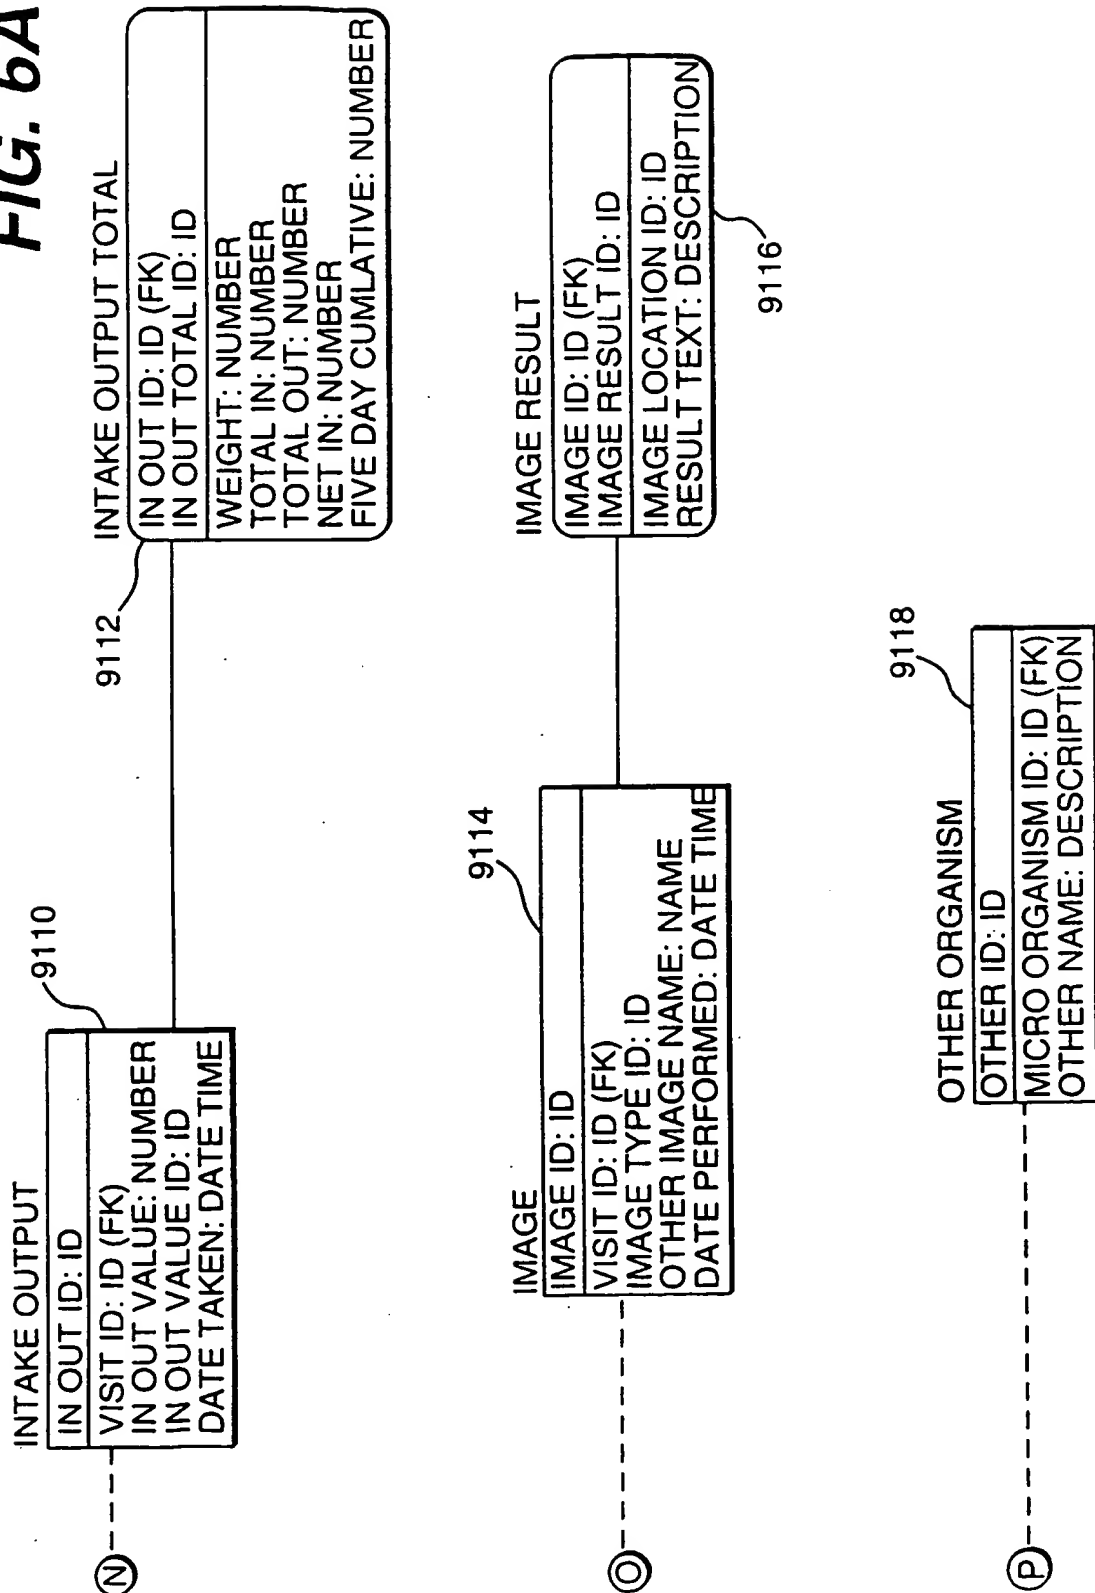 FIG. 6A
INTAKE OUTPUT
IN OUT ID: ID
VISIT ID: ID (FK)
IN OUT VALUE: NUMBER
IN OUT VALUE ID: ID
DATE TAKEN: DATE TIME
9110
N
INTAKE OUTPUT TOTAL
IN OUT ID: ID (FK)
IN OUT TOTAL ID: ID
WEIGHT: NUMBER
TOTAL IN: NUMBER
TOTAL OUT: NUMBER
NET IN: NUMBER
FIVE DAY CUMLATIVE: NUMBER
9112
IMAGE
IMAGE ID: ID
VISIT ID: ID (FK)
IMAGE TYPE ID: ID
OTHER IMAGE NAME: NAME
DATE PERFORMED: DATE TIME
9114
O
IMAGE RESULT
IMAGE ID: ID (FK)
IMAGE RESULT ID: ID
IMAGE LOCATION ID: ID
RESULT TEXT: DESCRIPTION
9116
OTHER ORGANISM
OTHER ID: ID
MICRO ORGANISM ID: ID (FK)
OTHER NAME: DESCRIPTION
9118
P